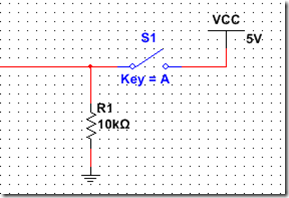 VCC
5V
S1
Key = A
R1
10kΩ